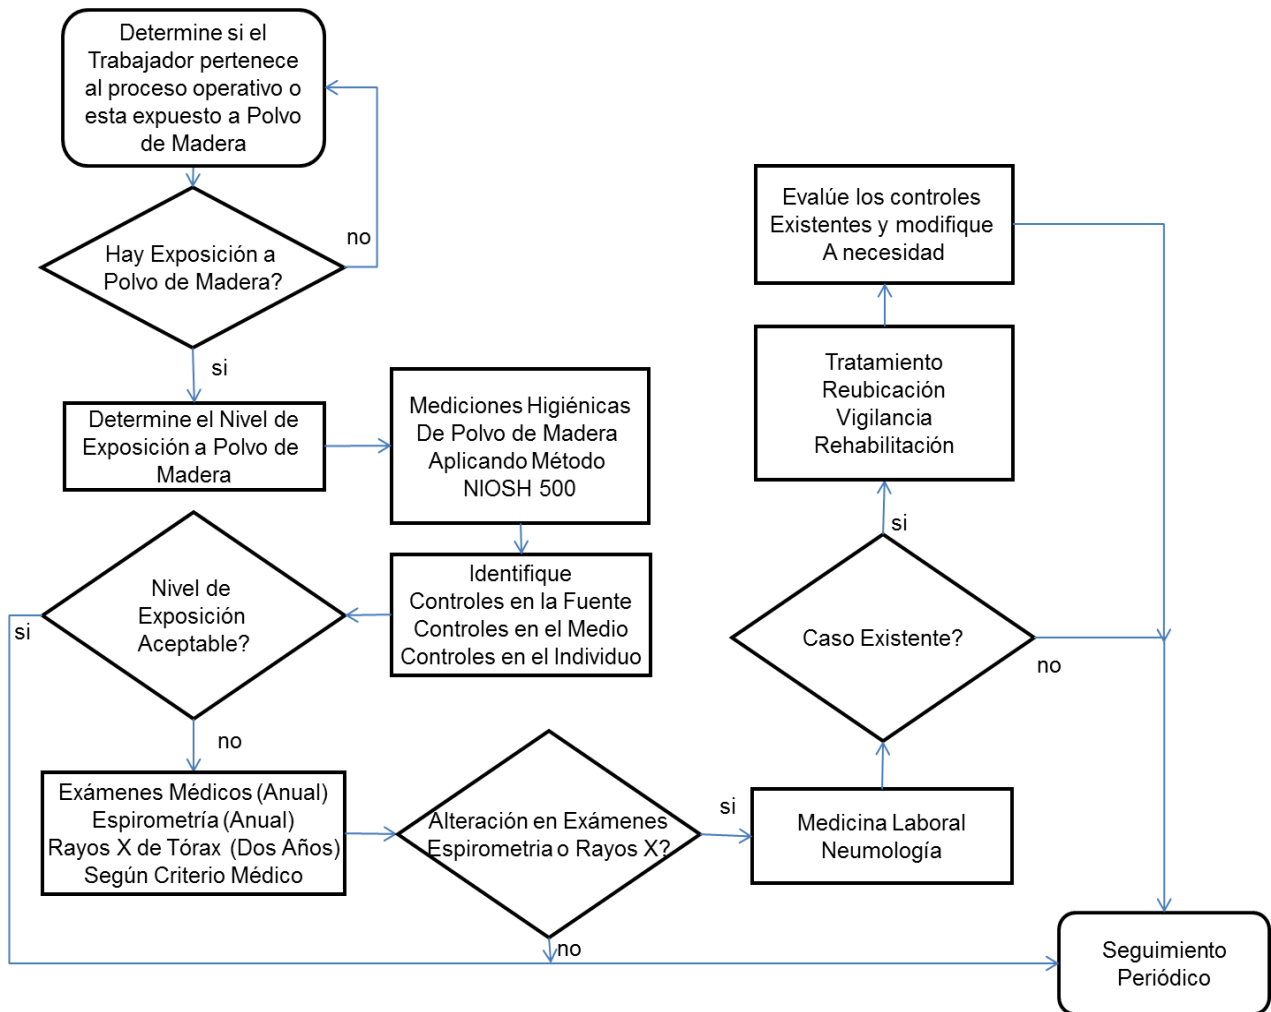 Determine si el
Trabajador pertenece
al proceso operativo o
esta expuesto a Polvo
de Madera
Hay Exposición a
Polvo de Madera?
no
si
Determine el Nivel de
Exposición a Polvo de
Madera
Mediciones Higiénicas
De Polvo de Madera
Aplicando Método
NIOSH 500
Identifique
Controles en la Fuente
Controles en el Medio
Controles en el Individuo
Nivel de
Exposición
Aceptable?
si
no
Exámenes Médicos (Anual)
Espirometría (Anual)
Rayos X de Tórax (Dos Años)
Según Criterio Médico
Alteración en Exámenes
Espirometria o Rayos X?
si
no
Medicina Laboral
Neumología
Caso Existente?
si
no
Tratamiento
Reubicación
Vigilancia
Rehabilitación
Evalúe los controles
Existentes y modifique
A necesidad
Seguimiento
Periódico